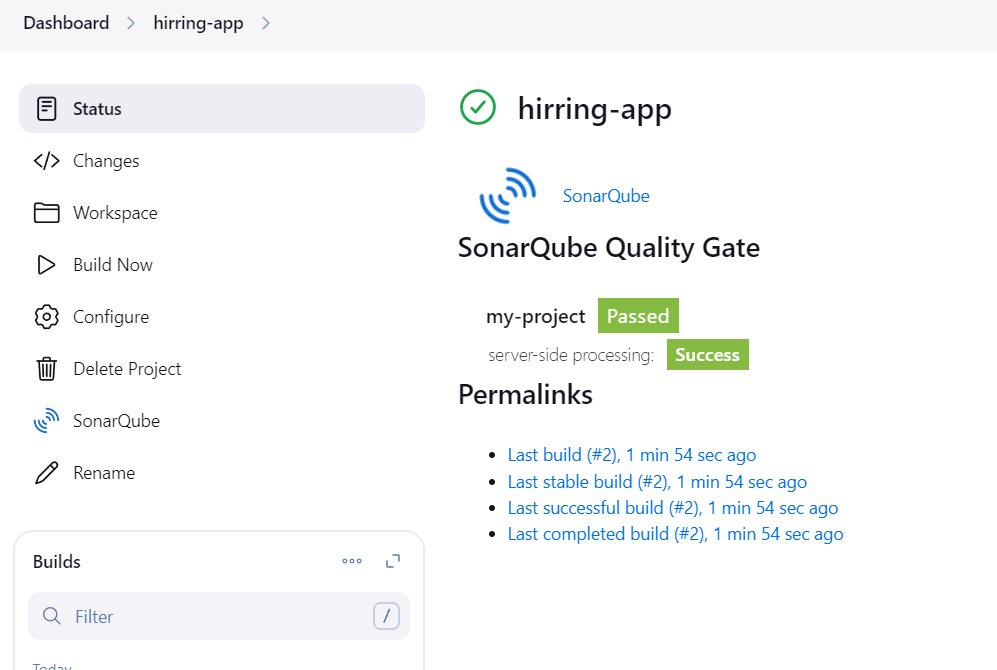 Dashboard > hirring-app >
Status
Changes
Workspace
Build Now
Configure
Delete Project
SonarQube
Rename
Builds
Filter /
Today
hirring-app
SonarQube
SonarQube Quality Gate
my-project Passed
server-side processing: Success
Permalinks
Last build (#2), 1 min 54 sec ago
Last stable build (#2), 1 min 54 sec ago
Last successful build (#2), 1 min 54 sec ago
Last completed build (#2), 1 min 54 sec ago